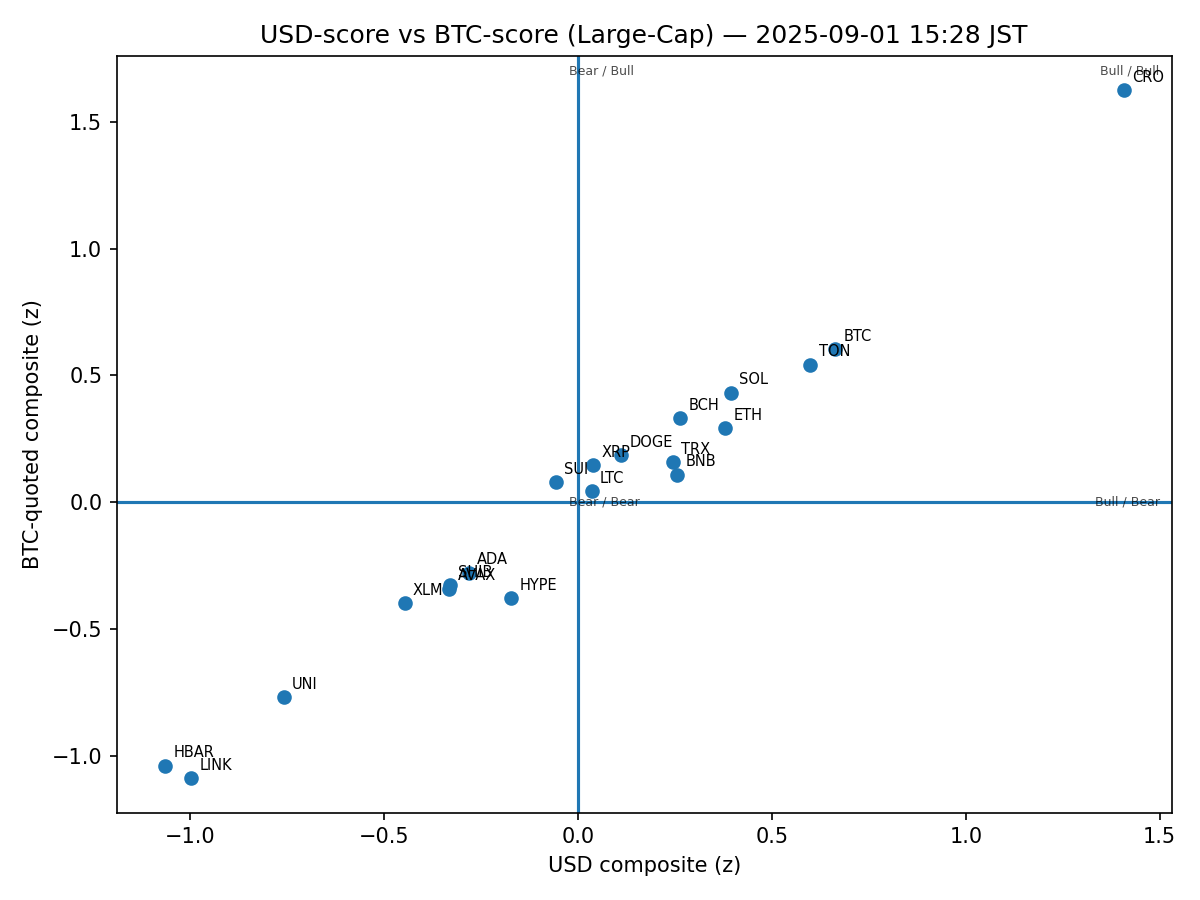 USD-score vs BTC-score (Large-Cap) — 2025-09-01 15:28 JST
Bear / Bull
Bull / Bull
CRO
1.5
1.0
BTC
TON
0.5
SOL
BCH
ETH
DOGE
XRP
TRX
BNB
SUI
LTC
0.0
Bear / Bear
Bull / Bear
ADA
SHIB
AVAX
HYPE
XLM
−0.5
UNI
HBAR
LINK
−1.0
BTC-quoted composite (z)
−1.0
−0.5
0.0
0.5
1.0
1.5
USD composite (z)